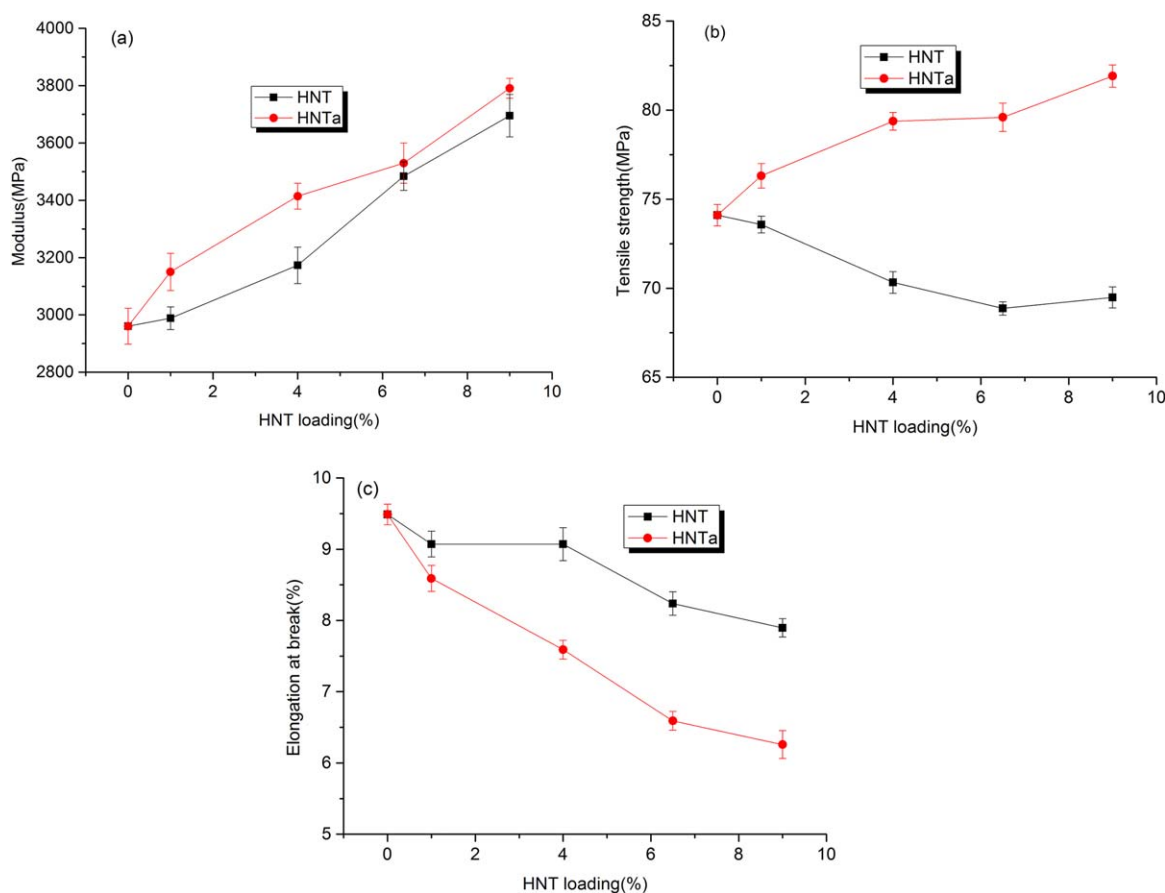 (a)
HNT
HNTa
4000
3800
3600
3400
3200
3000
2800
Modulus(MPa)
0 2 4 6 8 10
HNT loading(%)
(b)
HNT
HNTa
85
80
75
70
65
Tensile strength(MPa)
0 2 4 6 8 10
HNT loading(%)
(c)
HNT
HNTa
10
9
8
7
6
5
Elongation at break(%)
0 2 4 6 8 10
HNT loading(%)